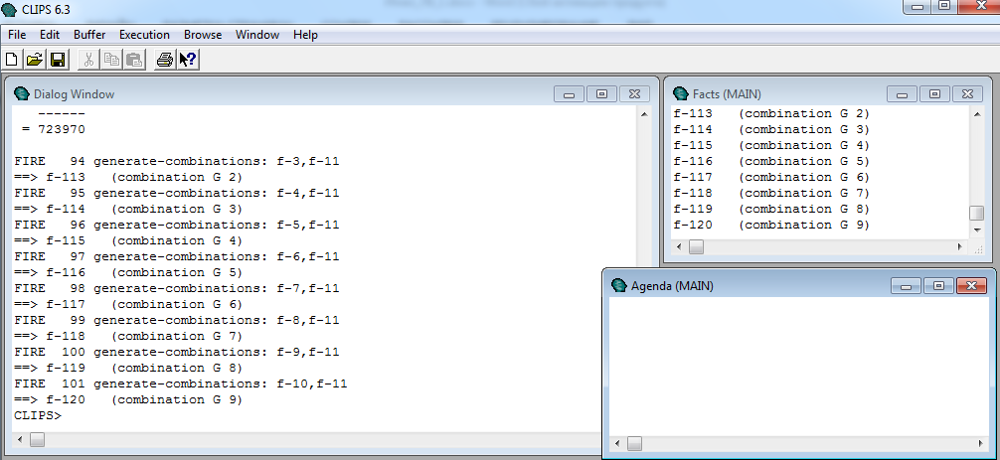 CLIPS 6.3
File Edit Buffer Execution Browse Window Help
Dialog Window
------
= 723970
FIRE 94 generate-combinations: f-3,f-11
==> f-113 (combination G 2)
FIRE 95 generate-combinations: f-4,f-11
==> f-114 (combination G 3)
FIRE 96 generate-combinations: f-5,f-11
==> f-115 (combination G 4)
FIRE 97 generate-combinations: f-6,f-11
==> f-116 (combination G 5)
FIRE 98 generate-combinations: f-7,f-11
==> f-117 (combination G 6)
FIRE 99 generate-combinations: f-8,f-11
==> f-118 (combination G 7)
FIRE 100 generate-combinations: f-9,f-11
==> f-119 (combination G 8)
FIRE 101 generate-combinations: f-10,f-11
==> f-120 (combination G 9)
CLIPS>
Facts (MAIN)
f-113 (combination G 2)
f-114 (combination G 3)
f-115 (combination G 4)
f-116 (combination G 5)
f-117 (combination G 6)
f-118 (combination G 7)
f-119 (combination G 8)
f-120 (combination G 9)
Agenda (MAIN)